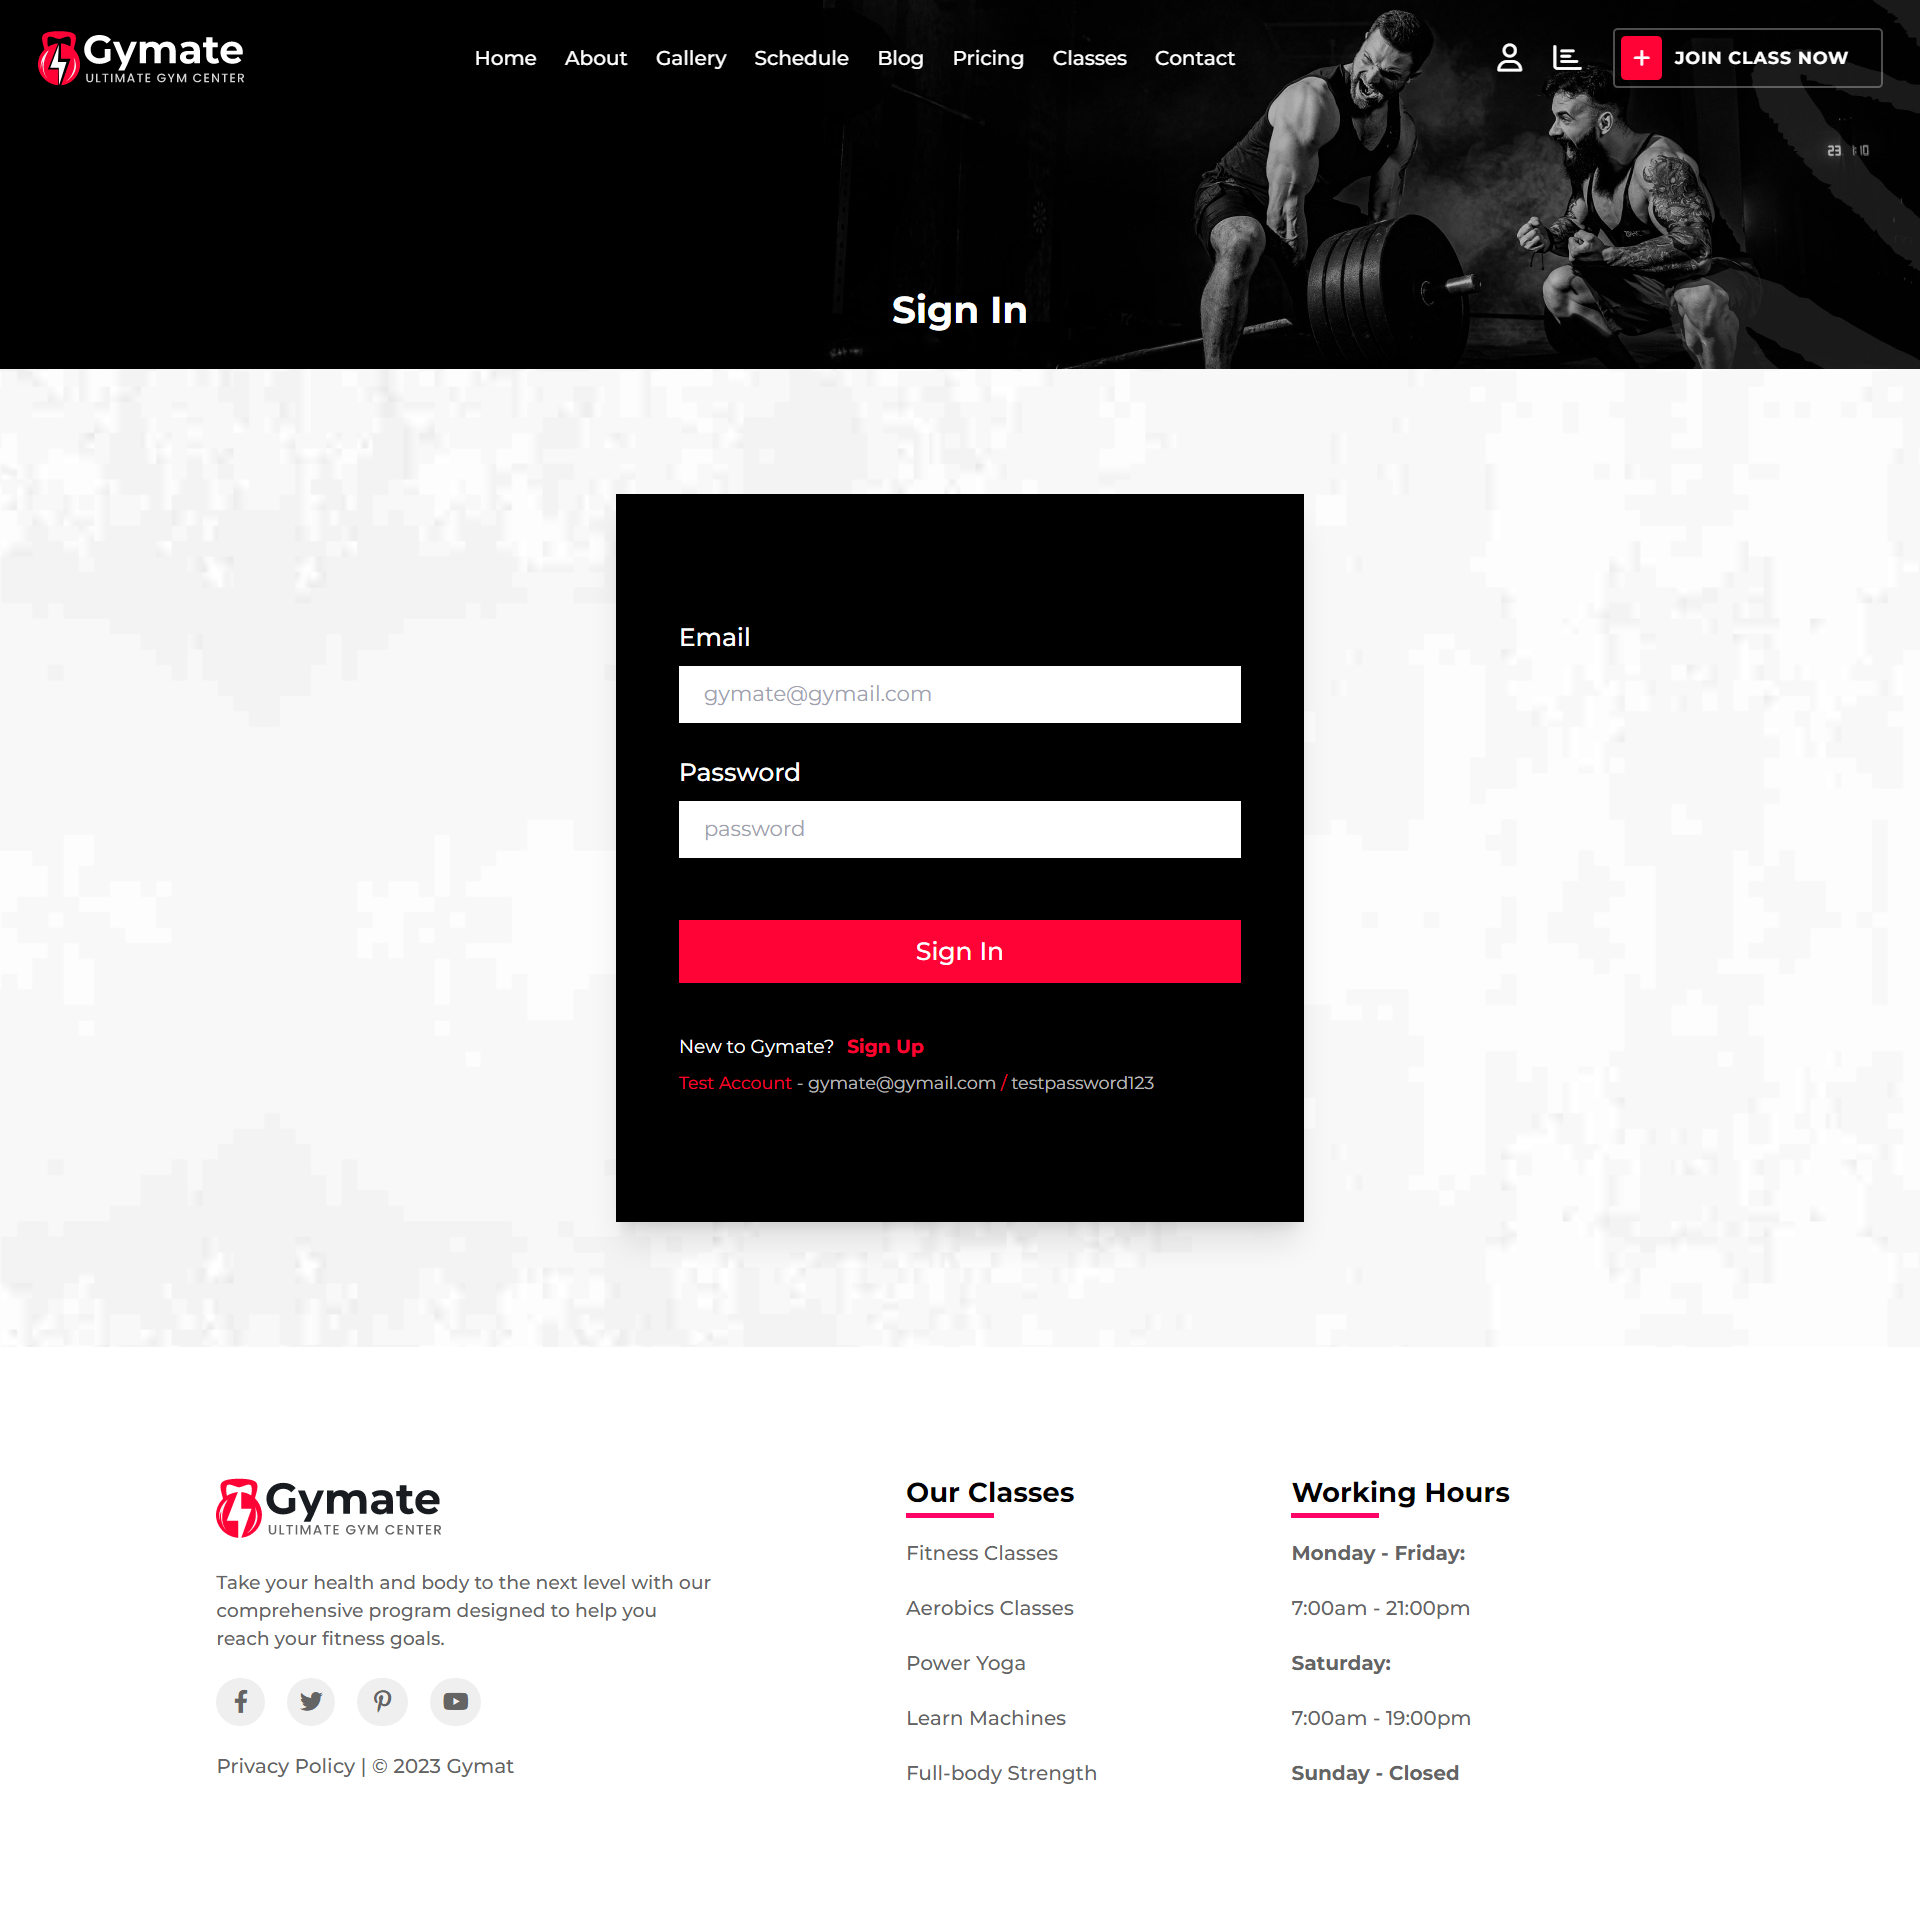 Gymate
ULTIMATE GYM CENTER
Home About Gallery Schedule Blog Pricing Classes Contact
JOIN CLASS NOW
Sign In
Email
gymate@gymail.com
Password
password
Sign In
New to Gymate? Sign Up
Test Account - gymate@gymail.com / testpassword123
Gymate
ULTIMATE GYM CENTER
Take your health and body to the next level with our
comprehensive program designed to help you
reach your fitness goals.
Privacy Policy | © 2023 Gymat
Our Classes
Fitness Classes
Aerobics Classes
Power Yoga
Learn Machines
Full-body Strength
Working Hours
Monday - Friday:
7:00am - 21:00pm
Saturday:
7:00am - 19:00pm
Sunday - Closed